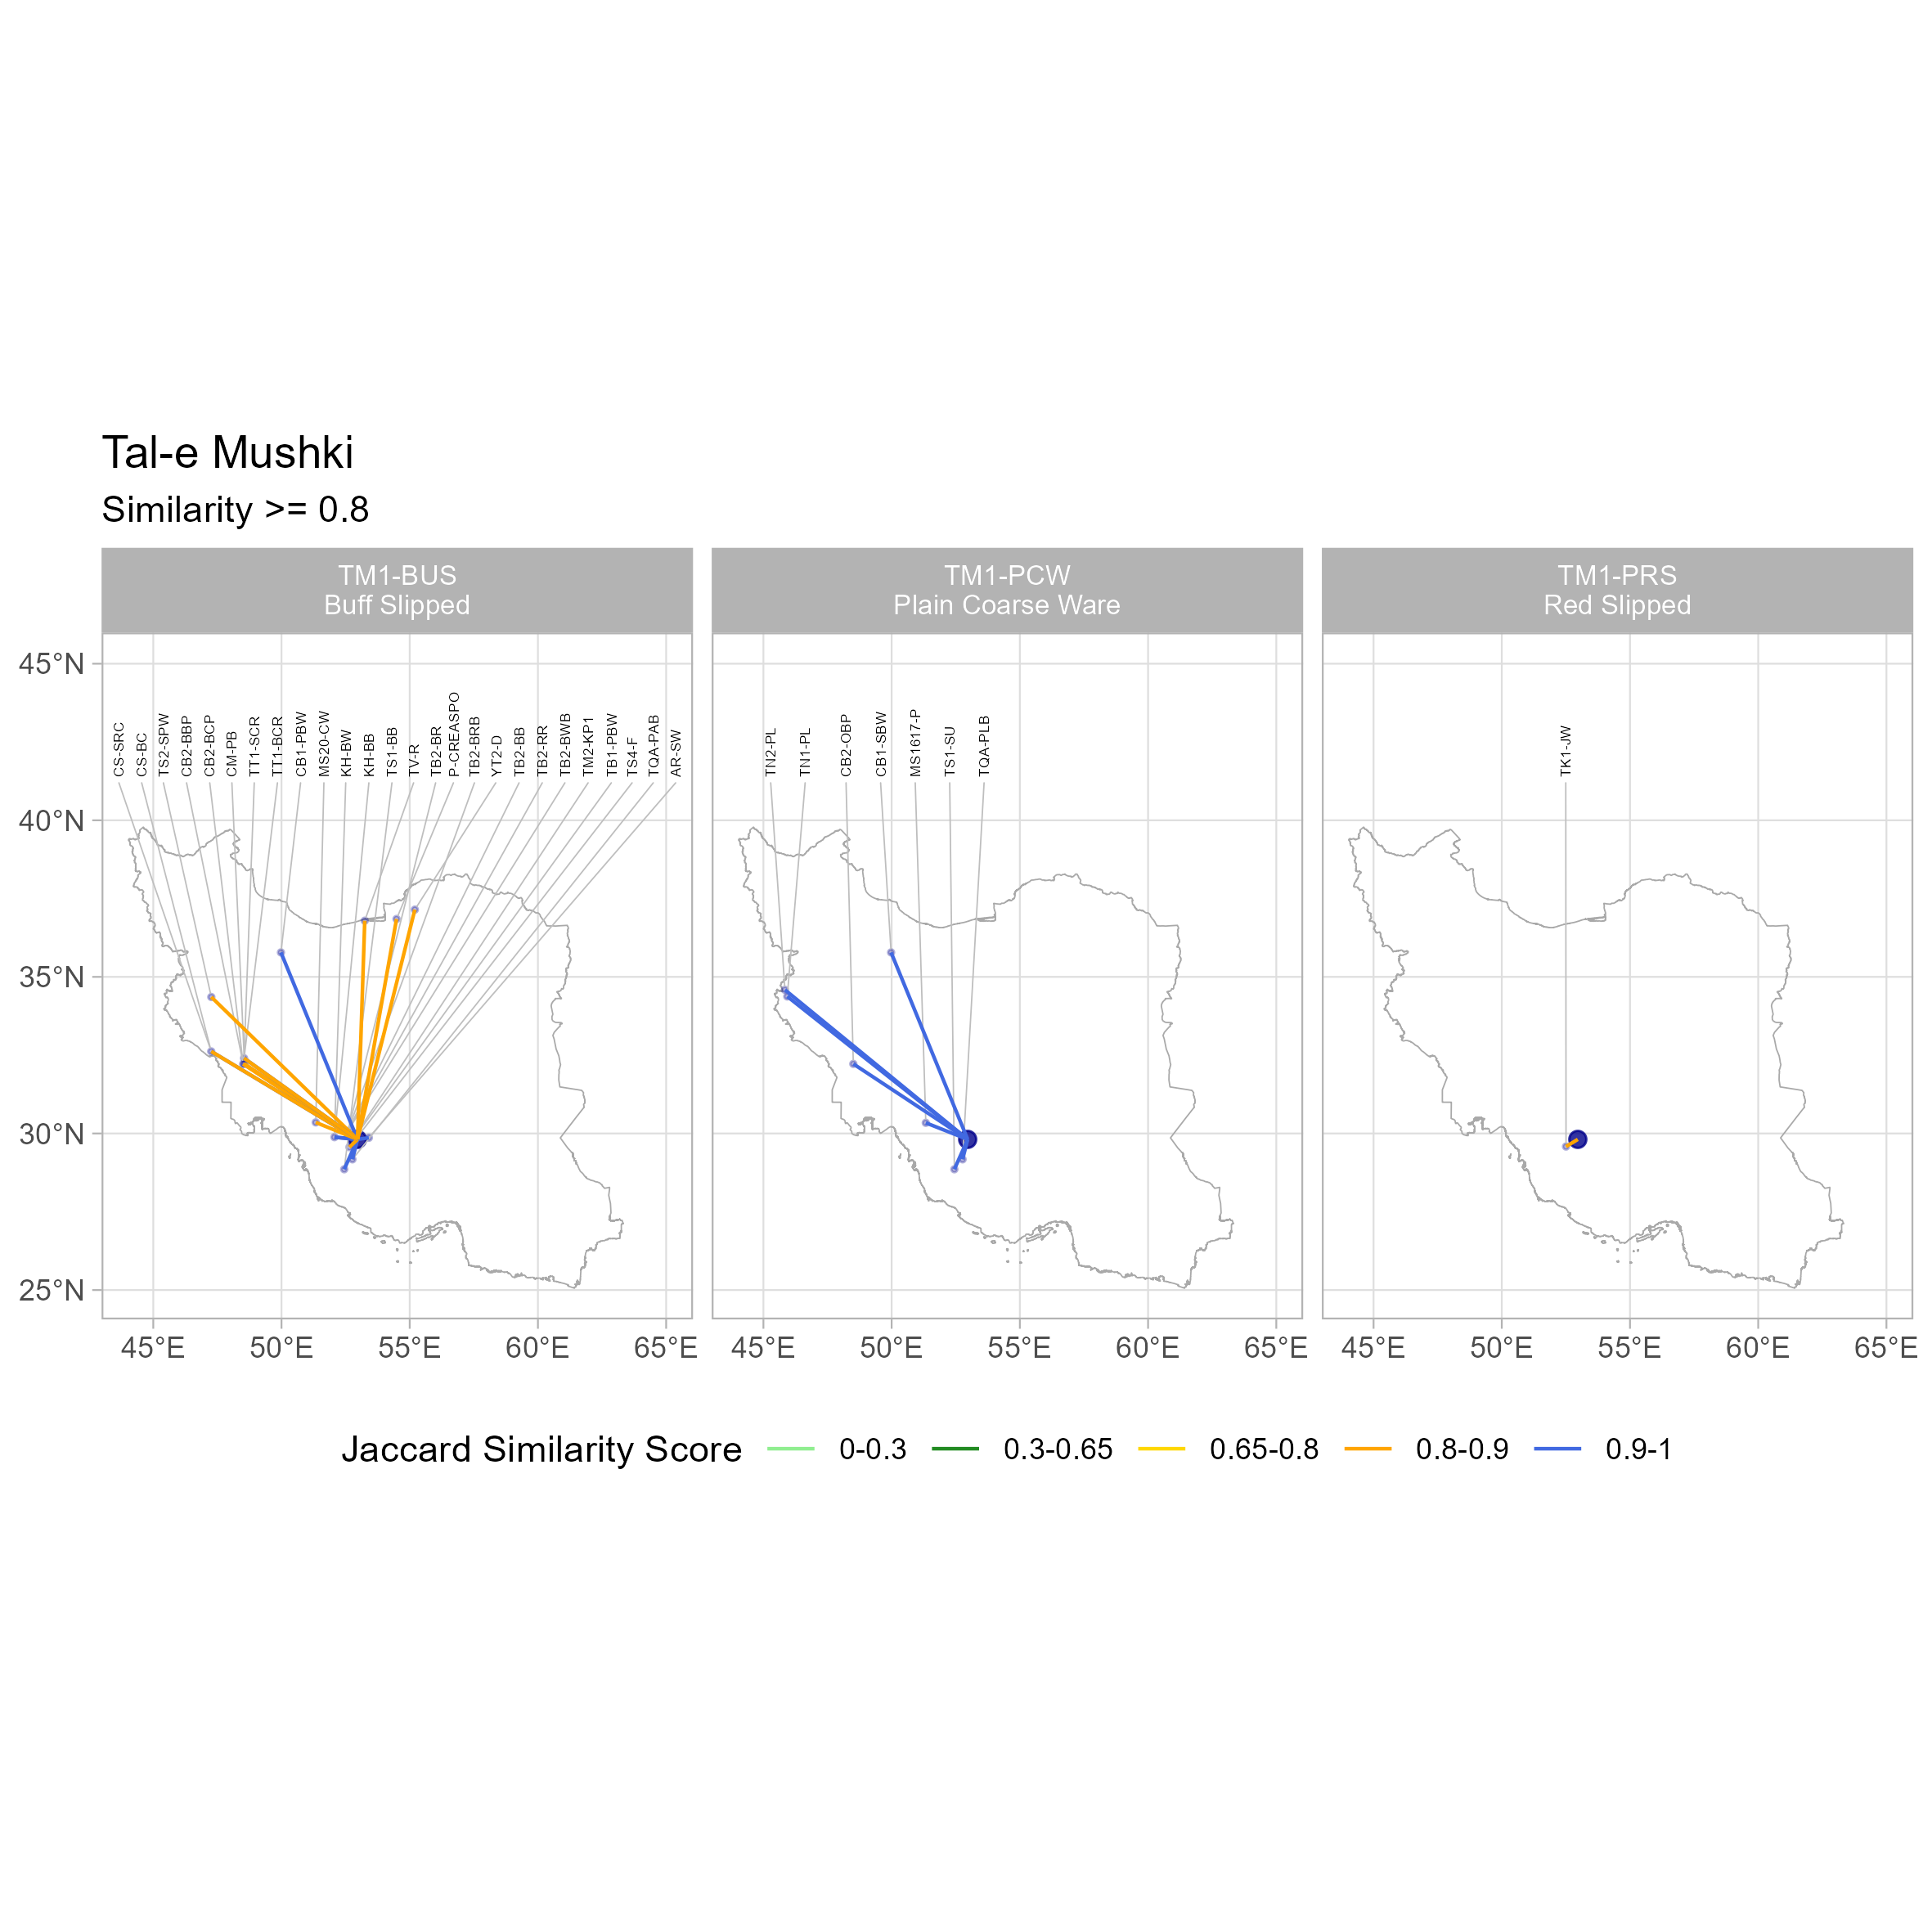 Tal-e Mushki
Similarity >= 0.8
TM1-BUS
Buff Slipped
TM1-PCW
Plain Coarse Ware
TM1-PRS
Red Slipped
45°N
40°N
35°N
30°N
25°N
CS-SRC
CS-BC
TS2-SPW
CB2-BBP
CB2-BCP
CM-PB
TT1-SCR
TT1-BCR
CB1-PBW
MS20-CW
KH-BW
KH-BB
TS1-BB
TV-R
TB2-BR
P-CREASPO
TB2-BRB
YT2-D
TB2-BB
TB2-RR
TB2-BWB
TM2-KP1
TB1-PBW
TS4-F
TQA-PAB
AR-SW
TN2-PL
TN1-PL
CB2-OBP
CB1-SBW
MS1617-P
TS1-SU
TQA-PLB
TK1-JW
45°E 50°E 55°E 60°E 65°E
45°E 50°E 55°E 60°E 65°E
45°E 50°E 55°E 60°E 65°E
Jaccard Similarity Score 0-0.3 0.3-0.65 0.65-0.8 0.8-0.9 0.9-1